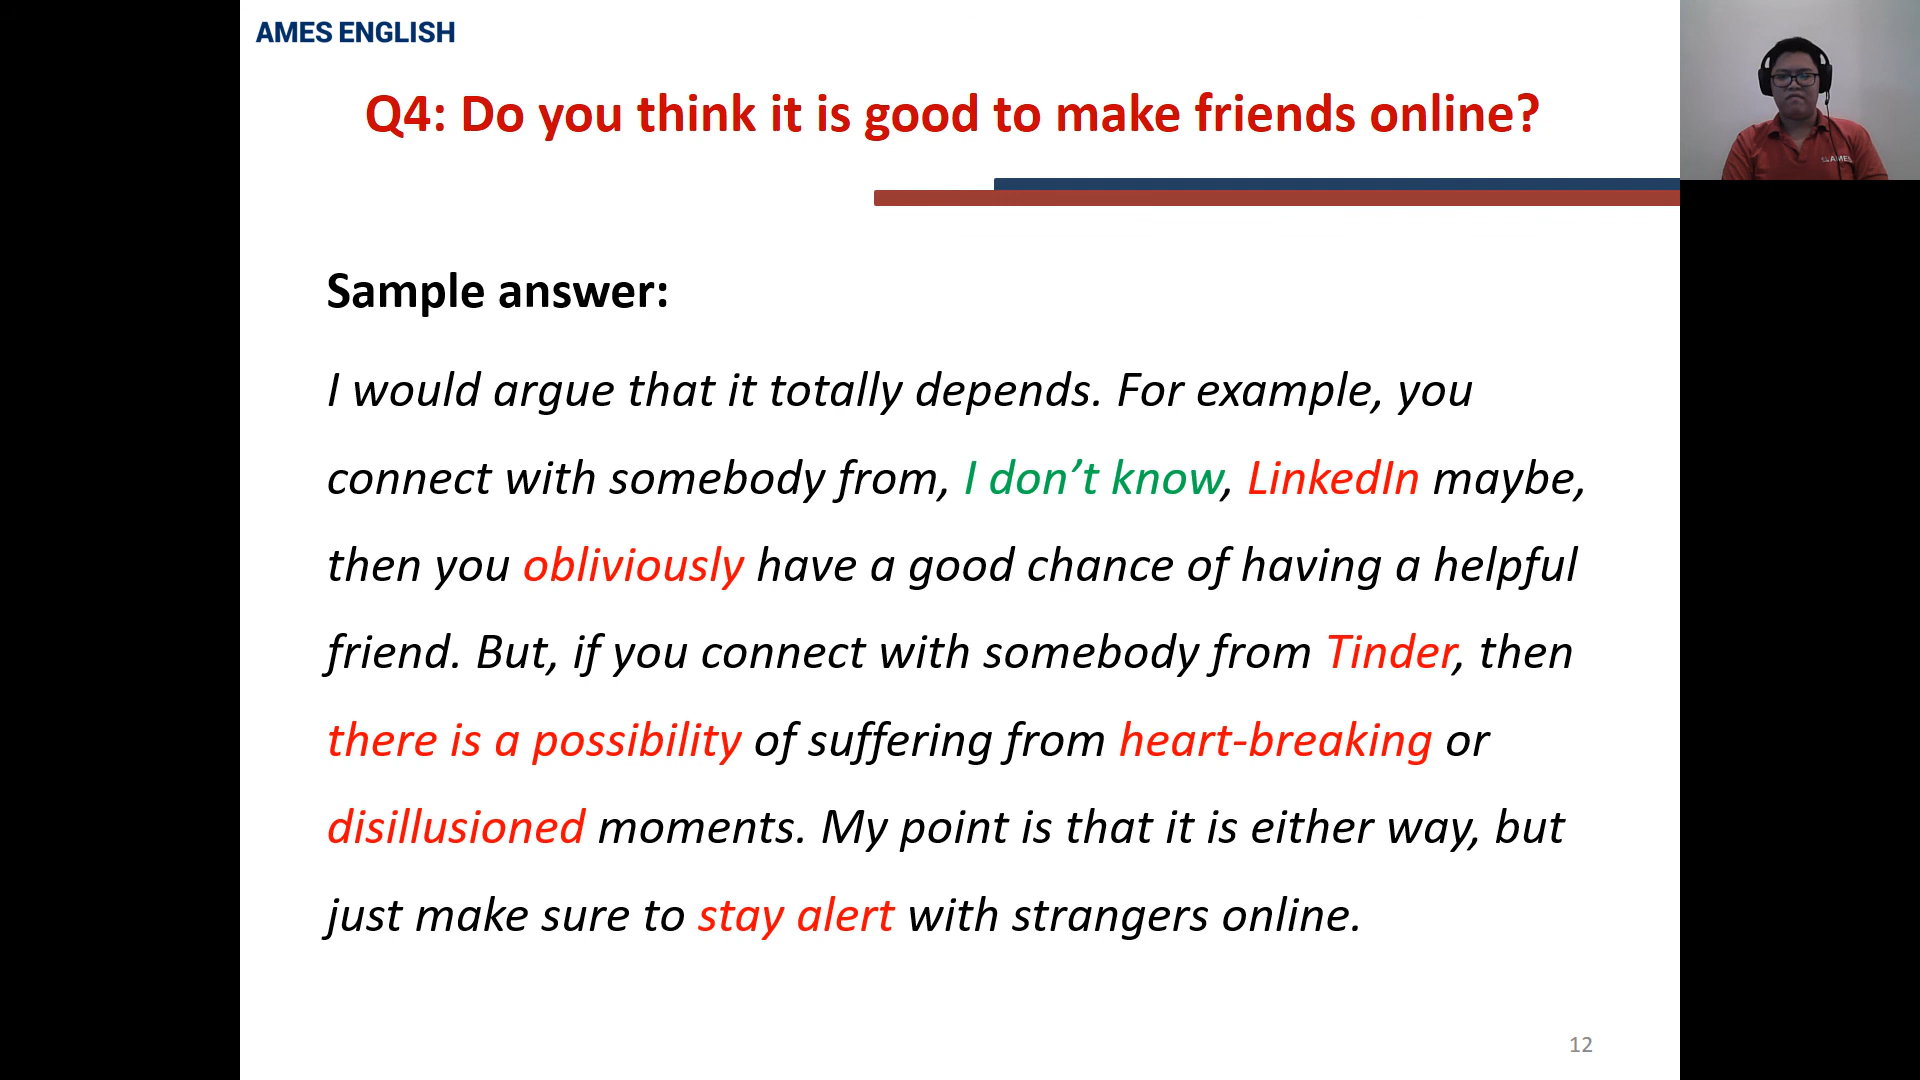 AMES ENGLISH
Q4: Do you think it is good to make friends online?
AMES
Sample answer:
I would argue that it totally depends. For example, you
connect with somebody from, I don’t know, LinkedIn maybe,
then you obliviously have a good chance of having a helpful
friend. But, if you connect with somebody from Tinder, then
there is a possibility of suffering from heart-breaking or
disillusioned moments. My point is that it is either way, but
just make sure to stay alert with strangers online.
12